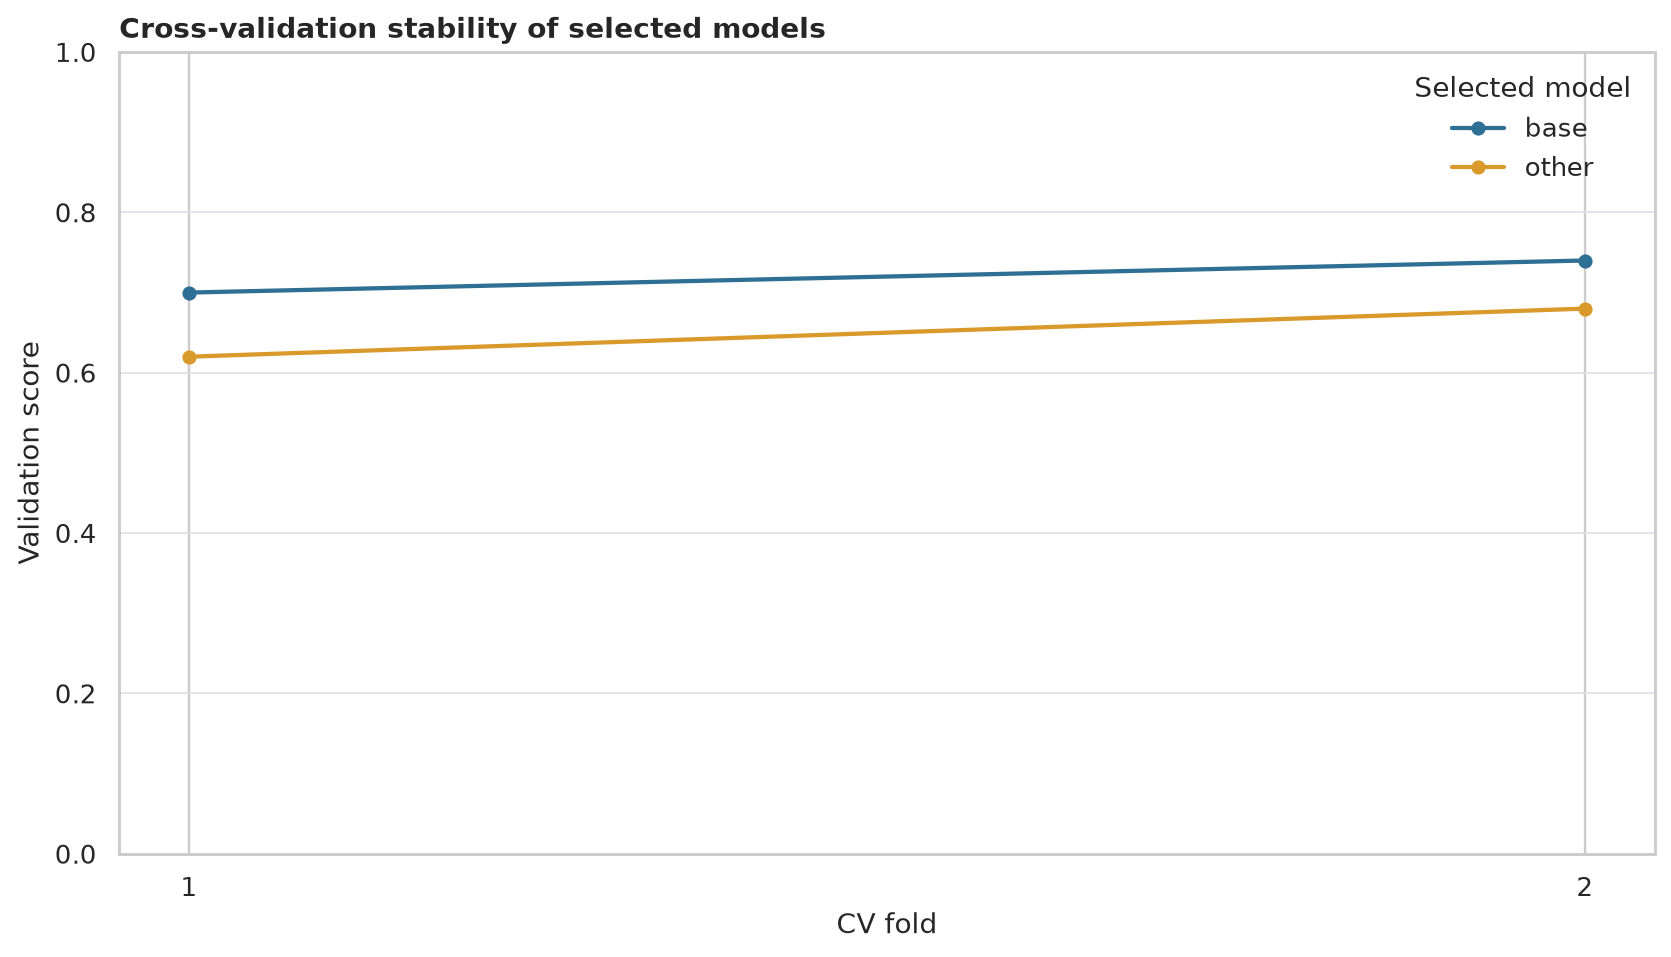 Cross-validation stability of selected models
1.0
0.8
0.6
0.4
0.2
0.0
Validation score
Selected model
base
other
1
2
CV fold